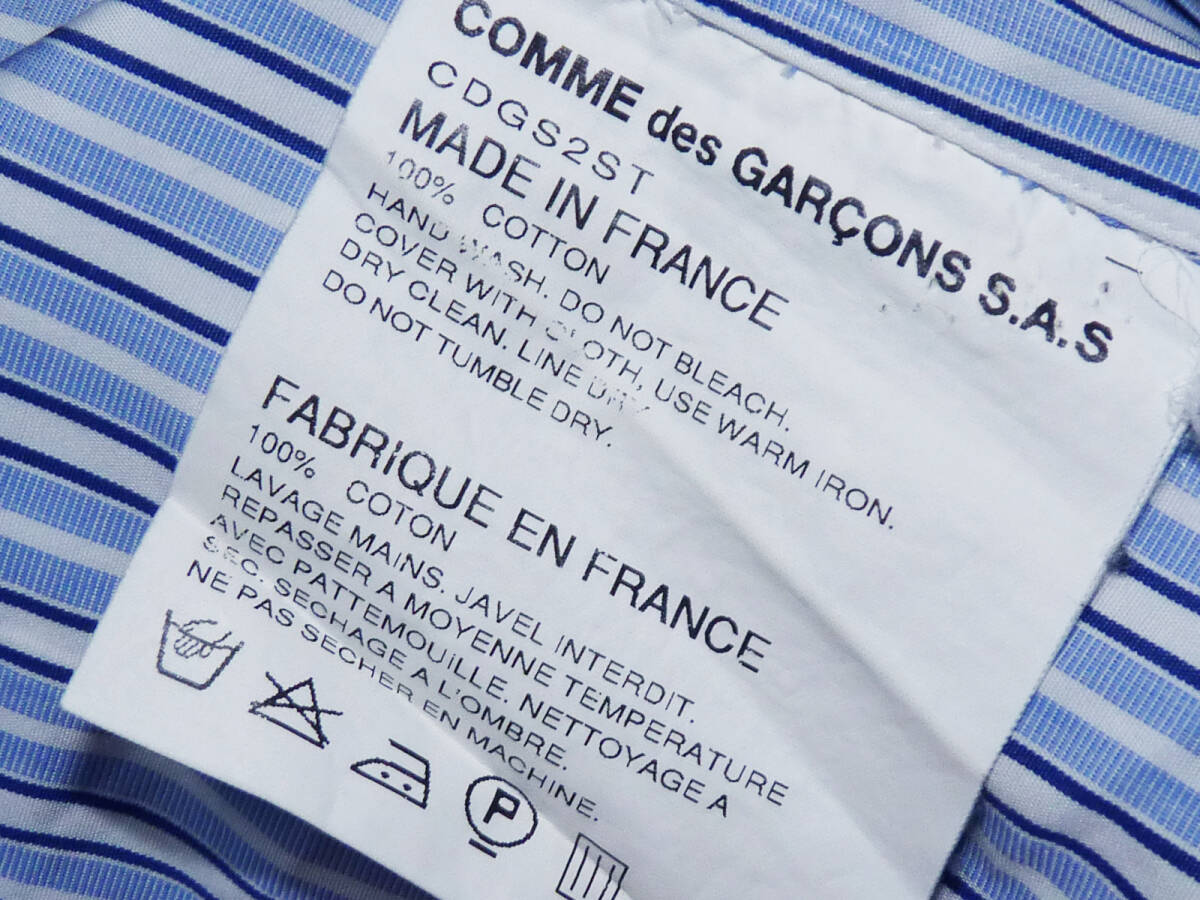 COMME des GARÇONS S.A.S
CDGS2ST
MADE IN FRANCE
100% COTTON
HAND WASH. DO NOT BLEACH.
COVER WITH CLOTH, USE WARM IRON.
DRY CLEAN. LINE DRY
DO NOT TUMBLE DRY.
FABRIQUE EN FRANCE
100% COTON
LAVAGE MAINS. JAVEL INTERDIT.
REPASSER A MOYENNE TEMPERATURE
AVEC PATTEMOUILLE. NETTOYAGE A
SEC. SECHAGE A L'OMBRE.
NE PAS SECHER EN MACHINE.
P